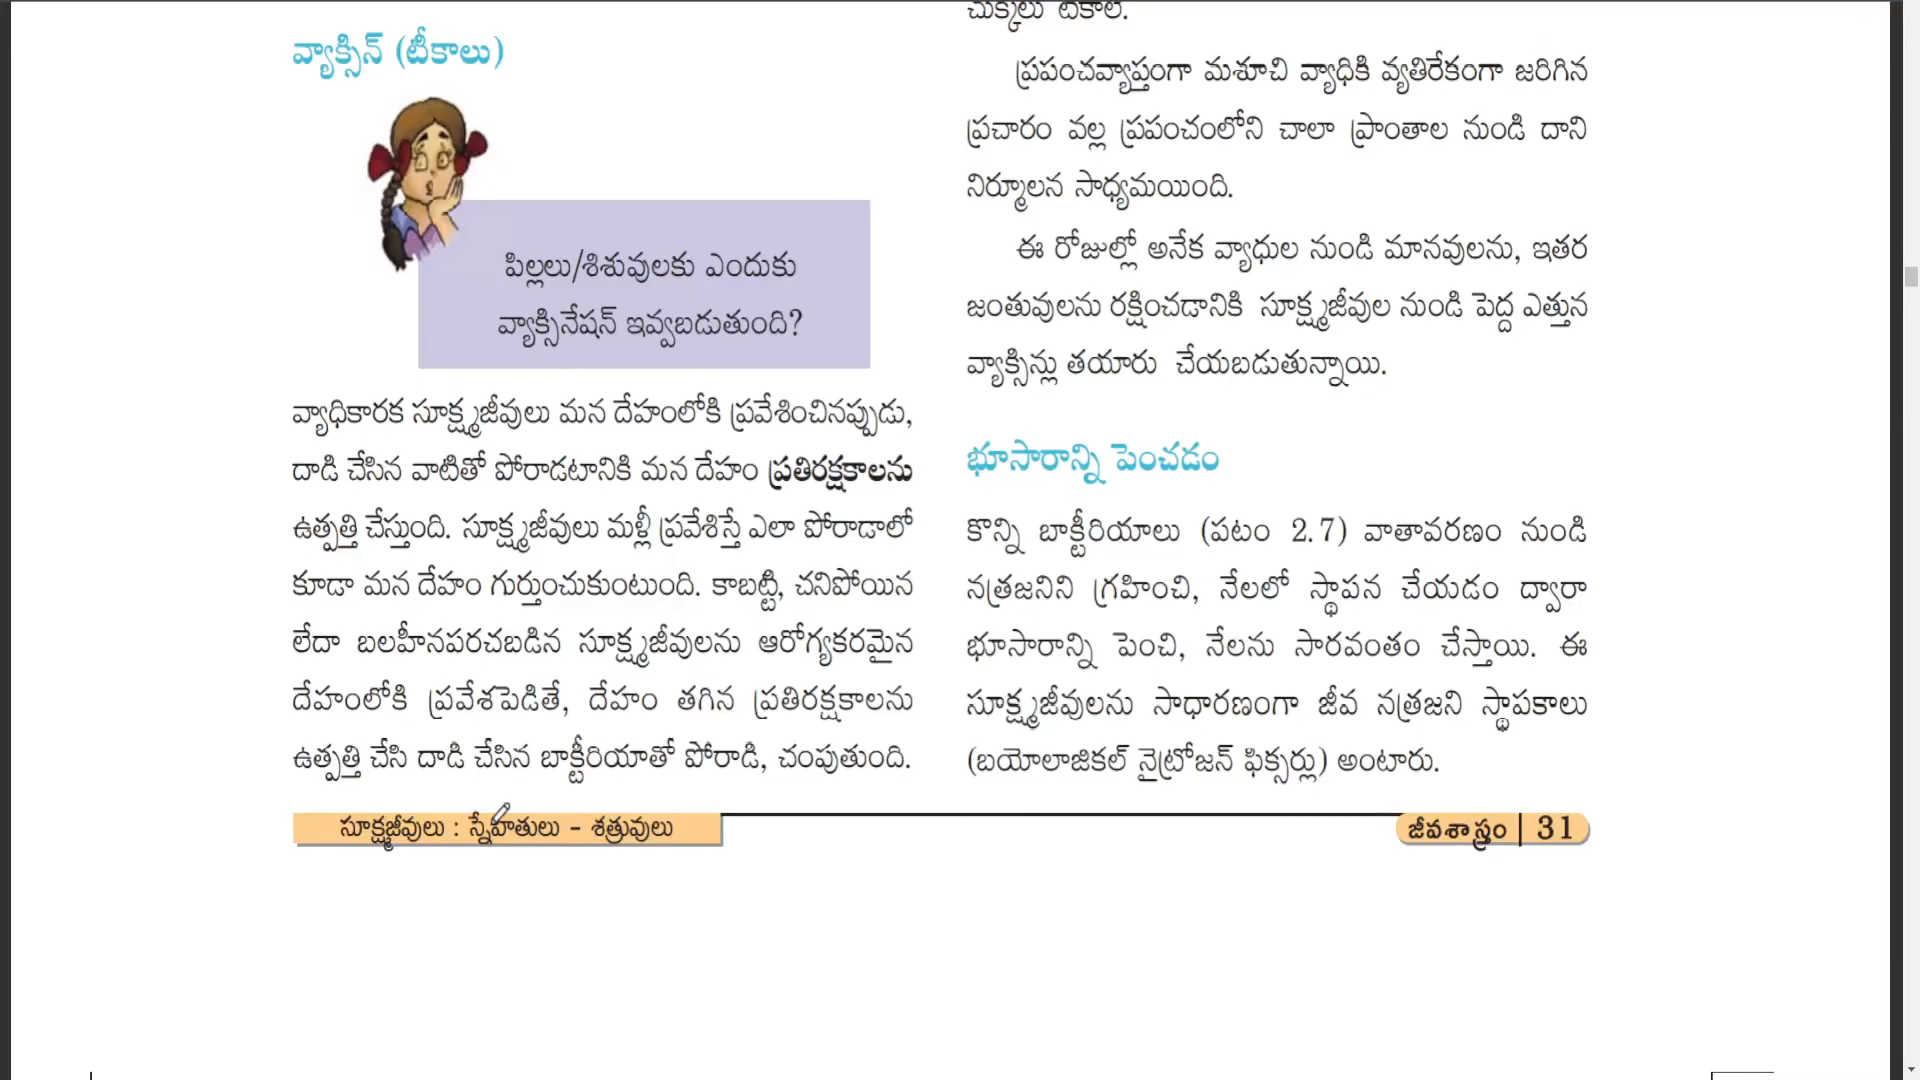 వ్యాక్సిన్ (టీకాలు)
పిల్లలు/శిశువులకు ఎందుకు
వ్యాక్సినేషన్ ఇవ్వబడుతుంది?
వ్యాధికారక సూక్ష్మజీవులు మన దేహంలోకి ప్రవేశించినప్పుడు,
దాడి చేసిన వాటితో పోరాడటానికి మన దేహం ప్రతిరక్షకాలను
ఉత్పత్తి చేస్తుంది. సూక్ష్మజీవులు మళ్లీ ప్రవేశిస్తే ఎలా పోరాడాలో
కూడా మన దేహం గుర్తుంచుకుంటుంది. కాబట్టి, చనిపోయిన
లేదా బలహీనపరచబడిన సూక్ష్మజీవులను ఆరోగ్యకరమైన
దేహంలోకి ప్రవేశపెడితే, దేహం తగిన ప్రతిరక్షకాలను
ఉత్పత్తి చేసి దాడి చేసిన బాక్టీరియాతో పోరాడి, చంపుతుంది.
చుక్కలు టీకాలే.
ప్రపంచవ్యాప్తంగా మశూచి వ్యాధికి వ్యతిరేకంగా జరిగిన
ప్రచారం వల్ల ప్రపంచంలోని చాలా ప్రాంతాల నుండి దాని
నిర్మూలన సాధ్యమయింది.
ఈ రోజుల్లో అనేక వ్యాధుల నుండి మానవులను, ఇతర
జంతువులను రక్షించడానికి సూక్ష్మజీవుల నుండి పెద్ద ఎత్తున
వ్యాక్సిన్లు తయారు చేయబడుతున్నాయి.
భూసారాన్ని పెంచడం
కొన్ని బాక్టీరియాలు (పటం 2.7) వాతావరణం నుండి
నత్రజనిని గ్రహించి, నేలలో స్థాపన చేయడం ద్వారా
భూసారాన్ని పెంచి, నేలను సారవంతం చేస్తాయి. ఈ
సూక్ష్మజీవులను సాధారణంగా జీవ నత్రజని స్థాపకాలు
(బయోలాజికల్ నైట్రోజన్ ఫిక్సర్లు) అంటారు.
సూక్ష్మజీవులు : స్నేహితులు - శత్రువులు
జీవశాస్త్రం | 31